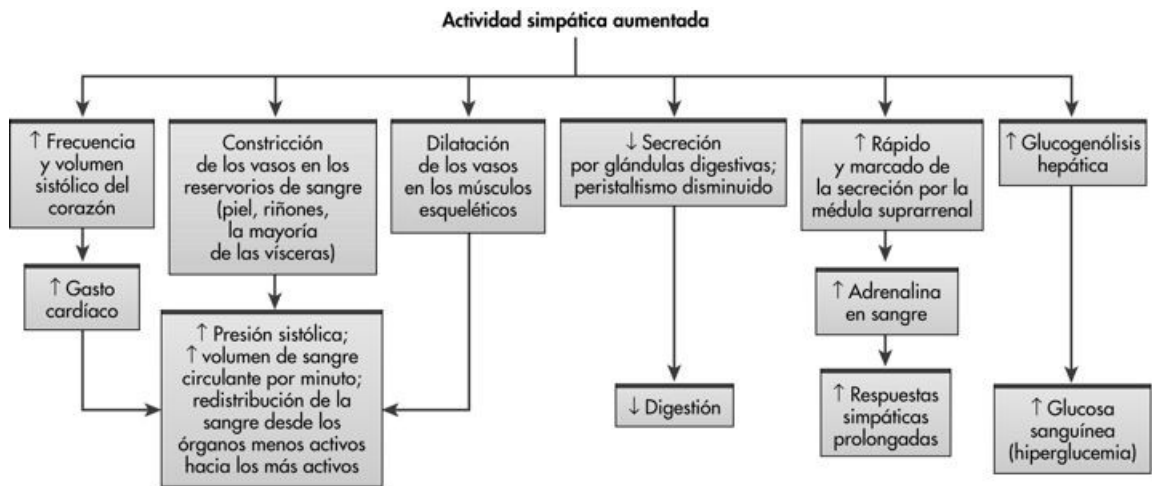 Actividad simpática aumentada
↑ Frecuencia
y volumen
sistólico del
corazón
Constricción
de los vasos en los
reservorios de sangre
(piel, riñones,
la mayoría
de las vísceras)
Dilatación
de los vasos
en los músculos
esqueléticos
↓ Secreción
por glándulas digestivas;
peristaltismo disminuido
↑ Rápido
y marcado de
la secreción por la
médula suprarrenal
↑ Glucogenólisis
hepática
↑ Gasto
cardíaco
↑ Presión sistólica;
↑ volumen de sangre
circulante por minuto;
redistribución de la
sangre desde los
órganos menos activos
hacia los más activos
↓ Digestión
↑ Adrenalina
en sangre
↑ Respuestas
simpáticas
prolongadas
↑ Glucosa
sanguínea
(hiperglucemia)